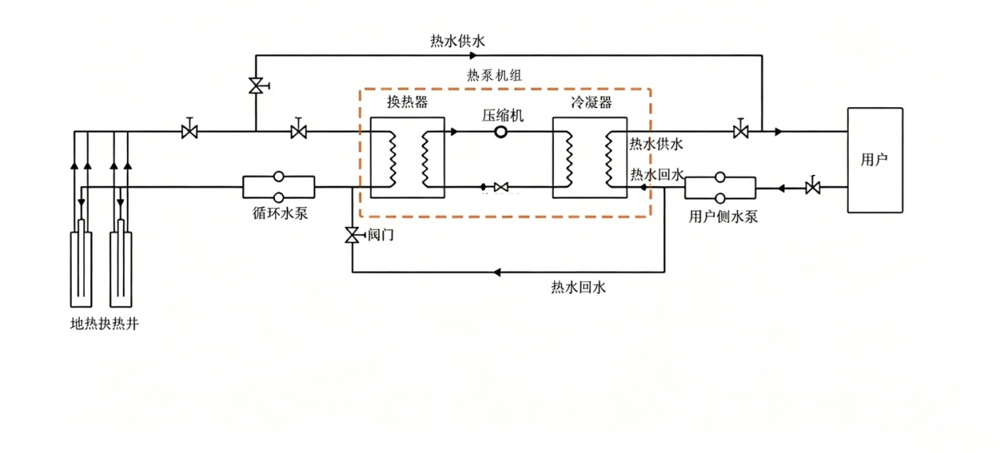 热水供水
热泵机组
换热器
压缩机
冷凝器
热水供水
热水回水
用户
循环水泵
用户侧水泵
阀门
热水回水
地热抉热井